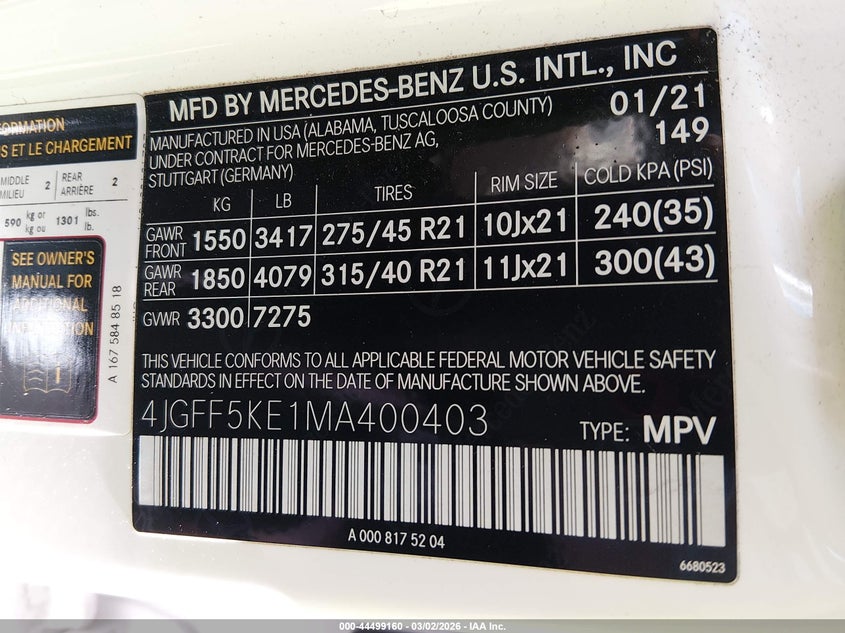 ORMATION
S ET LE CHARGEMENT
MIDDLE MILIEU 2 REAR ARRIÈRE 2
590 kg or kg ou 1301 lbs. lb.
SEE OWNER'S
MANUAL FOR
ADDITIONAL
INFORMATION
A 167 584 85 18
MFD BY MERCEDES-BENZ U.S. INTL., INC
MANUFACTURED IN USA (ALABAMA, TUSCALOOSA COUNTY) 01/21
UNDER CONTRACT FOR MERCEDES-BENZ AG, 149
STUTTGART (GERMANY)
KG LB TIRES RIM SIZE COLD KPA (PSI)
GAWR FRONT 1550 3417 275/45 R21 10Jx21 240(35)
GAWR REAR 1850 4079 315/40 R21 11Jx21 300(43)
GVWR 3300 7275
THIS VEHICLE CONFORMS TO ALL APPLICABLE FEDERAL MOTOR VEHICLE SAFETY
STANDARDS IN EFFECT ON THE DATE OF MANUFACTURE SHOWN ABOVE.
4JGFF5KE1MA400403 TYPE: MPV
A 000 817 52 04
6680523
000-44499160 - 03/02/2026 - IAA Inc.